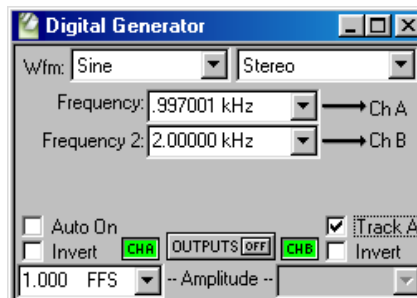 Digital Generator
Wfm: Sine Stereo
Frequency: .997001 kHz Ch A
Frequency 2: 2.00000 kHz Ch B
Auto On Track A
Invert CHA OUTPUTS OFF CHB Invert
1.000 FFS -- Amplitude --